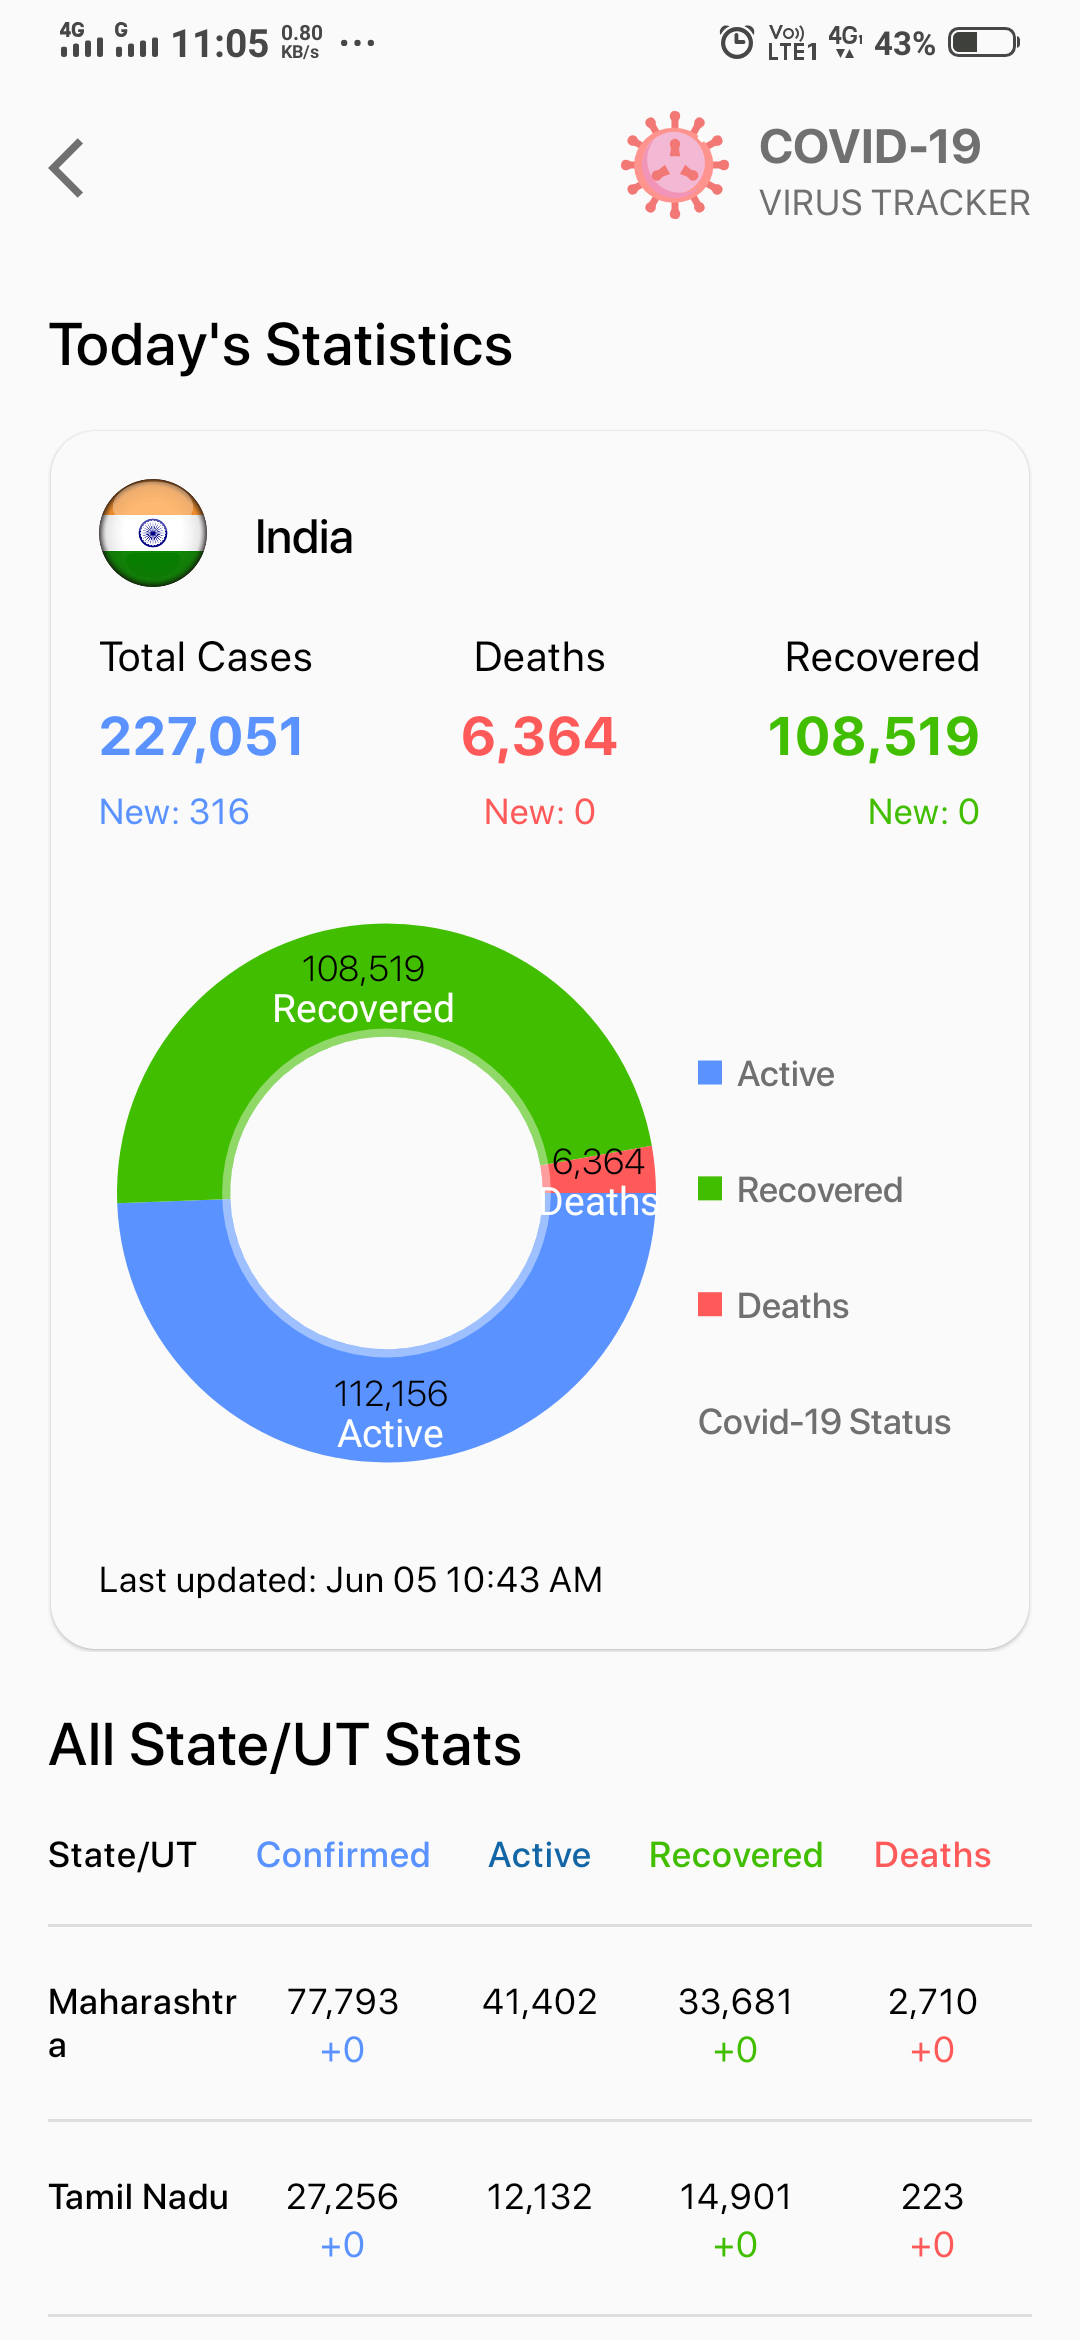 4G G 11:05 0.80 KB/s ... Vo)) LTE1 4G1 43%
COVID-19
VIRUS TRACKER
Today's Statistics
India
Total Cases Deaths Recovered
227,051 6,364 108,519
New: 316 New: 0 New: 0
108,519
Recovered
6,364
Deaths
112,156
Active
Active
Recovered
Deaths
Covid-19 Status
Last updated: Jun 05 10:43 AM
All State/UT Stats
State/UT Confirmed Active Recovered Deaths
Maharashtr 77,793 41,402 33,681 2,710
a +0 +0 +0
Tamil Nadu 27,256 12,132 14,901 223
+0 +0 +0